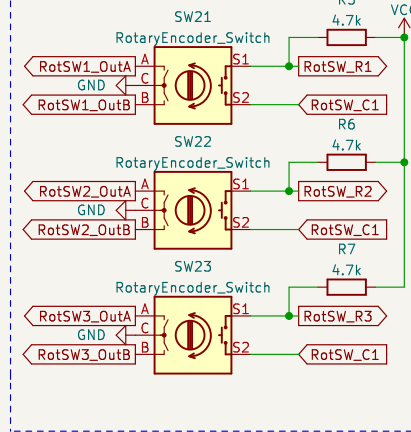 VCC
SW21
4.7k
RotaryEncoder_Switch
RotSW1_OutA A S1 RotSW_R1
GND C
RotSW1_OutB B S2 RotSW_C1
SW22
R6
4.7k
RotaryEncoder_Switch
RotSW2_OutA A S1 RotSW_R2
GND C
RotSW2_OutB B S2 RotSW_C1
SW23
R7
4.7k
RotaryEncoder_Switch
RotSW3_OutA A S1 RotSW_R3
GND C
RotSW3_OutB B S2 RotSW_C1